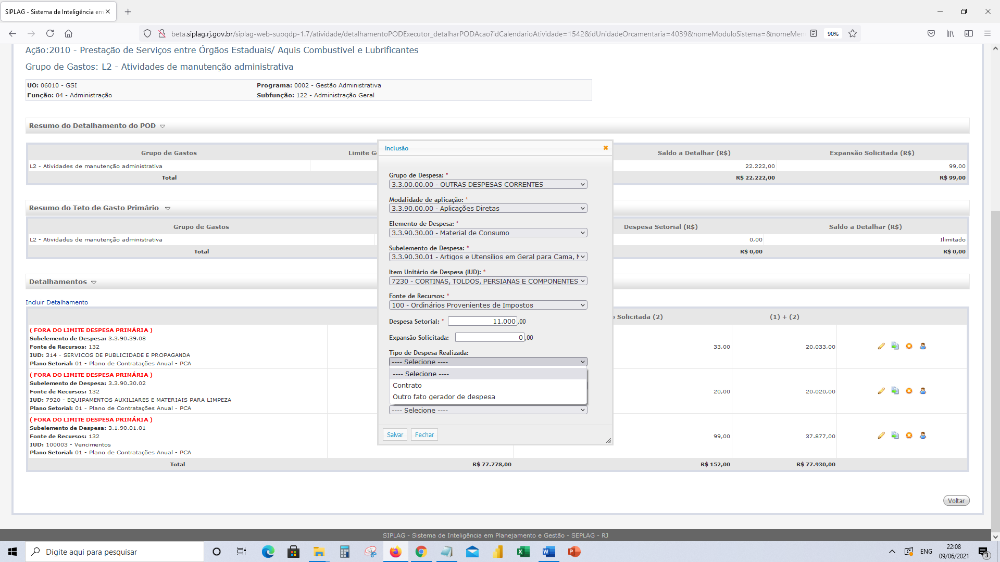 SIPLAG - Sistema de Inteligência em
beta.siplag.rj.gov.br/siplag-web-supqdp-1.7/atividade/detalhamentoPODExecutor_detalharPODAcao?idCalendarioAtividade=1542&idUnidadeOrcamentaria=4039&nomeModuloSistema=&nomeMen
90%
Ação:2010 - Prestação de Serviços entre Órgãos Estaduais/ Aquis Combustível e Lubrificantes
Grupo de Gastos: L2 - Atividades de manutenção administrativa
UO: 06010 - GSI Programa: 0002 - Gestão Administrativa
Função: 04 - Administração Subfunção: 122 - Administração Geral
Resumo do Detalhamento do POD
Grupo de Gastos Limite Saldo a Detalhar (R$) Expansão Solicitada (R$)
L2 - Atividades de manutenção administrativa 22.222,00 99,00
Total R$ 22.222,00 R$ 99,00
Resumo do Teto de Gasto Primário
Grupo de Gastos Despesa Setorial (R$) Saldo a Detalhar (R$)
L2 - Atividades de manutenção administrativa 0,00 Ilimitado
Total R$ 0,00 R$ 0,00
Detalhamentos
Incluir Detalhamento
Solicitada (2) (1) + (2)
( FORA DO LIMITE DESPESA PRIMÁRIA )
Subelemento de Despesa: 3.3.90.39.08
Fonte de Recursos: 132 33,00 20.033,00
IUD: 314 - SERVICOS DE PUBLICIDADE E PROPAGANDA
Plano Setorial: 01 - Plano de Contratações Anual - PCA
( FORA DO LIMITE DESPESA PRIMÁRIA )
Subelemento de Despesa: 3.3.90.30.02
Fonte de Recursos: 132 20,00 20.020,00
IUD: 7920 - EQUIPAMENTOS AUXILIARES E MATERIAIS PARA LIMPEZA
Plano Setorial: 01 - Plano de Contratações Anual - PCA
( FORA DO LIMITE DESPESA PRIMÁRIA )
Subelemento de Despesa: 3.1.90.01.01
Fonte de Recursos: 132 99,00 37.877,00
IUD: 100003 - Vencimentos
Plano Setorial: 01 - Plano de Contratações Anual - PCA
Total R$ 77.778,00 R$ 152,00 R$ 77.930,00
Inclusão
Grupo de Despesa: *
3.3.00.00.00 - OUTRAS DESPESAS CORRENTES
Modalidade de aplicação: *
3.3.90.00.00 - Aplicações Diretas
Elemento de Despesa: *
3.3.90.30.00 - Material de Consumo
Subelemento de Despesa: *
3.3.90.30.01 - Artigos e Utensílios em Geral para Cama,
Item Unitário de Despesa (IUD): *
7230 - CORTINAS, TOLDOS, PERSIANAS E COMPONENTES
Fonte de Recursos: *
100 - Ordinários Provenientes de Impostos
Despesa Setorial: * 11.000,00
Expansão Solicitada: 0,00
Tipo de Despesa Realizada:
---- Selecione ----
---- Selecione ----
Contrato
Outro fato gerador de despesa
---- Selecione ----
Salvar Fechar
Voltar
SIPLAG - Sistema de Inteligência em Planejamento e Gestão - SEPLAG - RJ
Digite aqui para pesquisar
ENG
22:08
09/06/2021
3